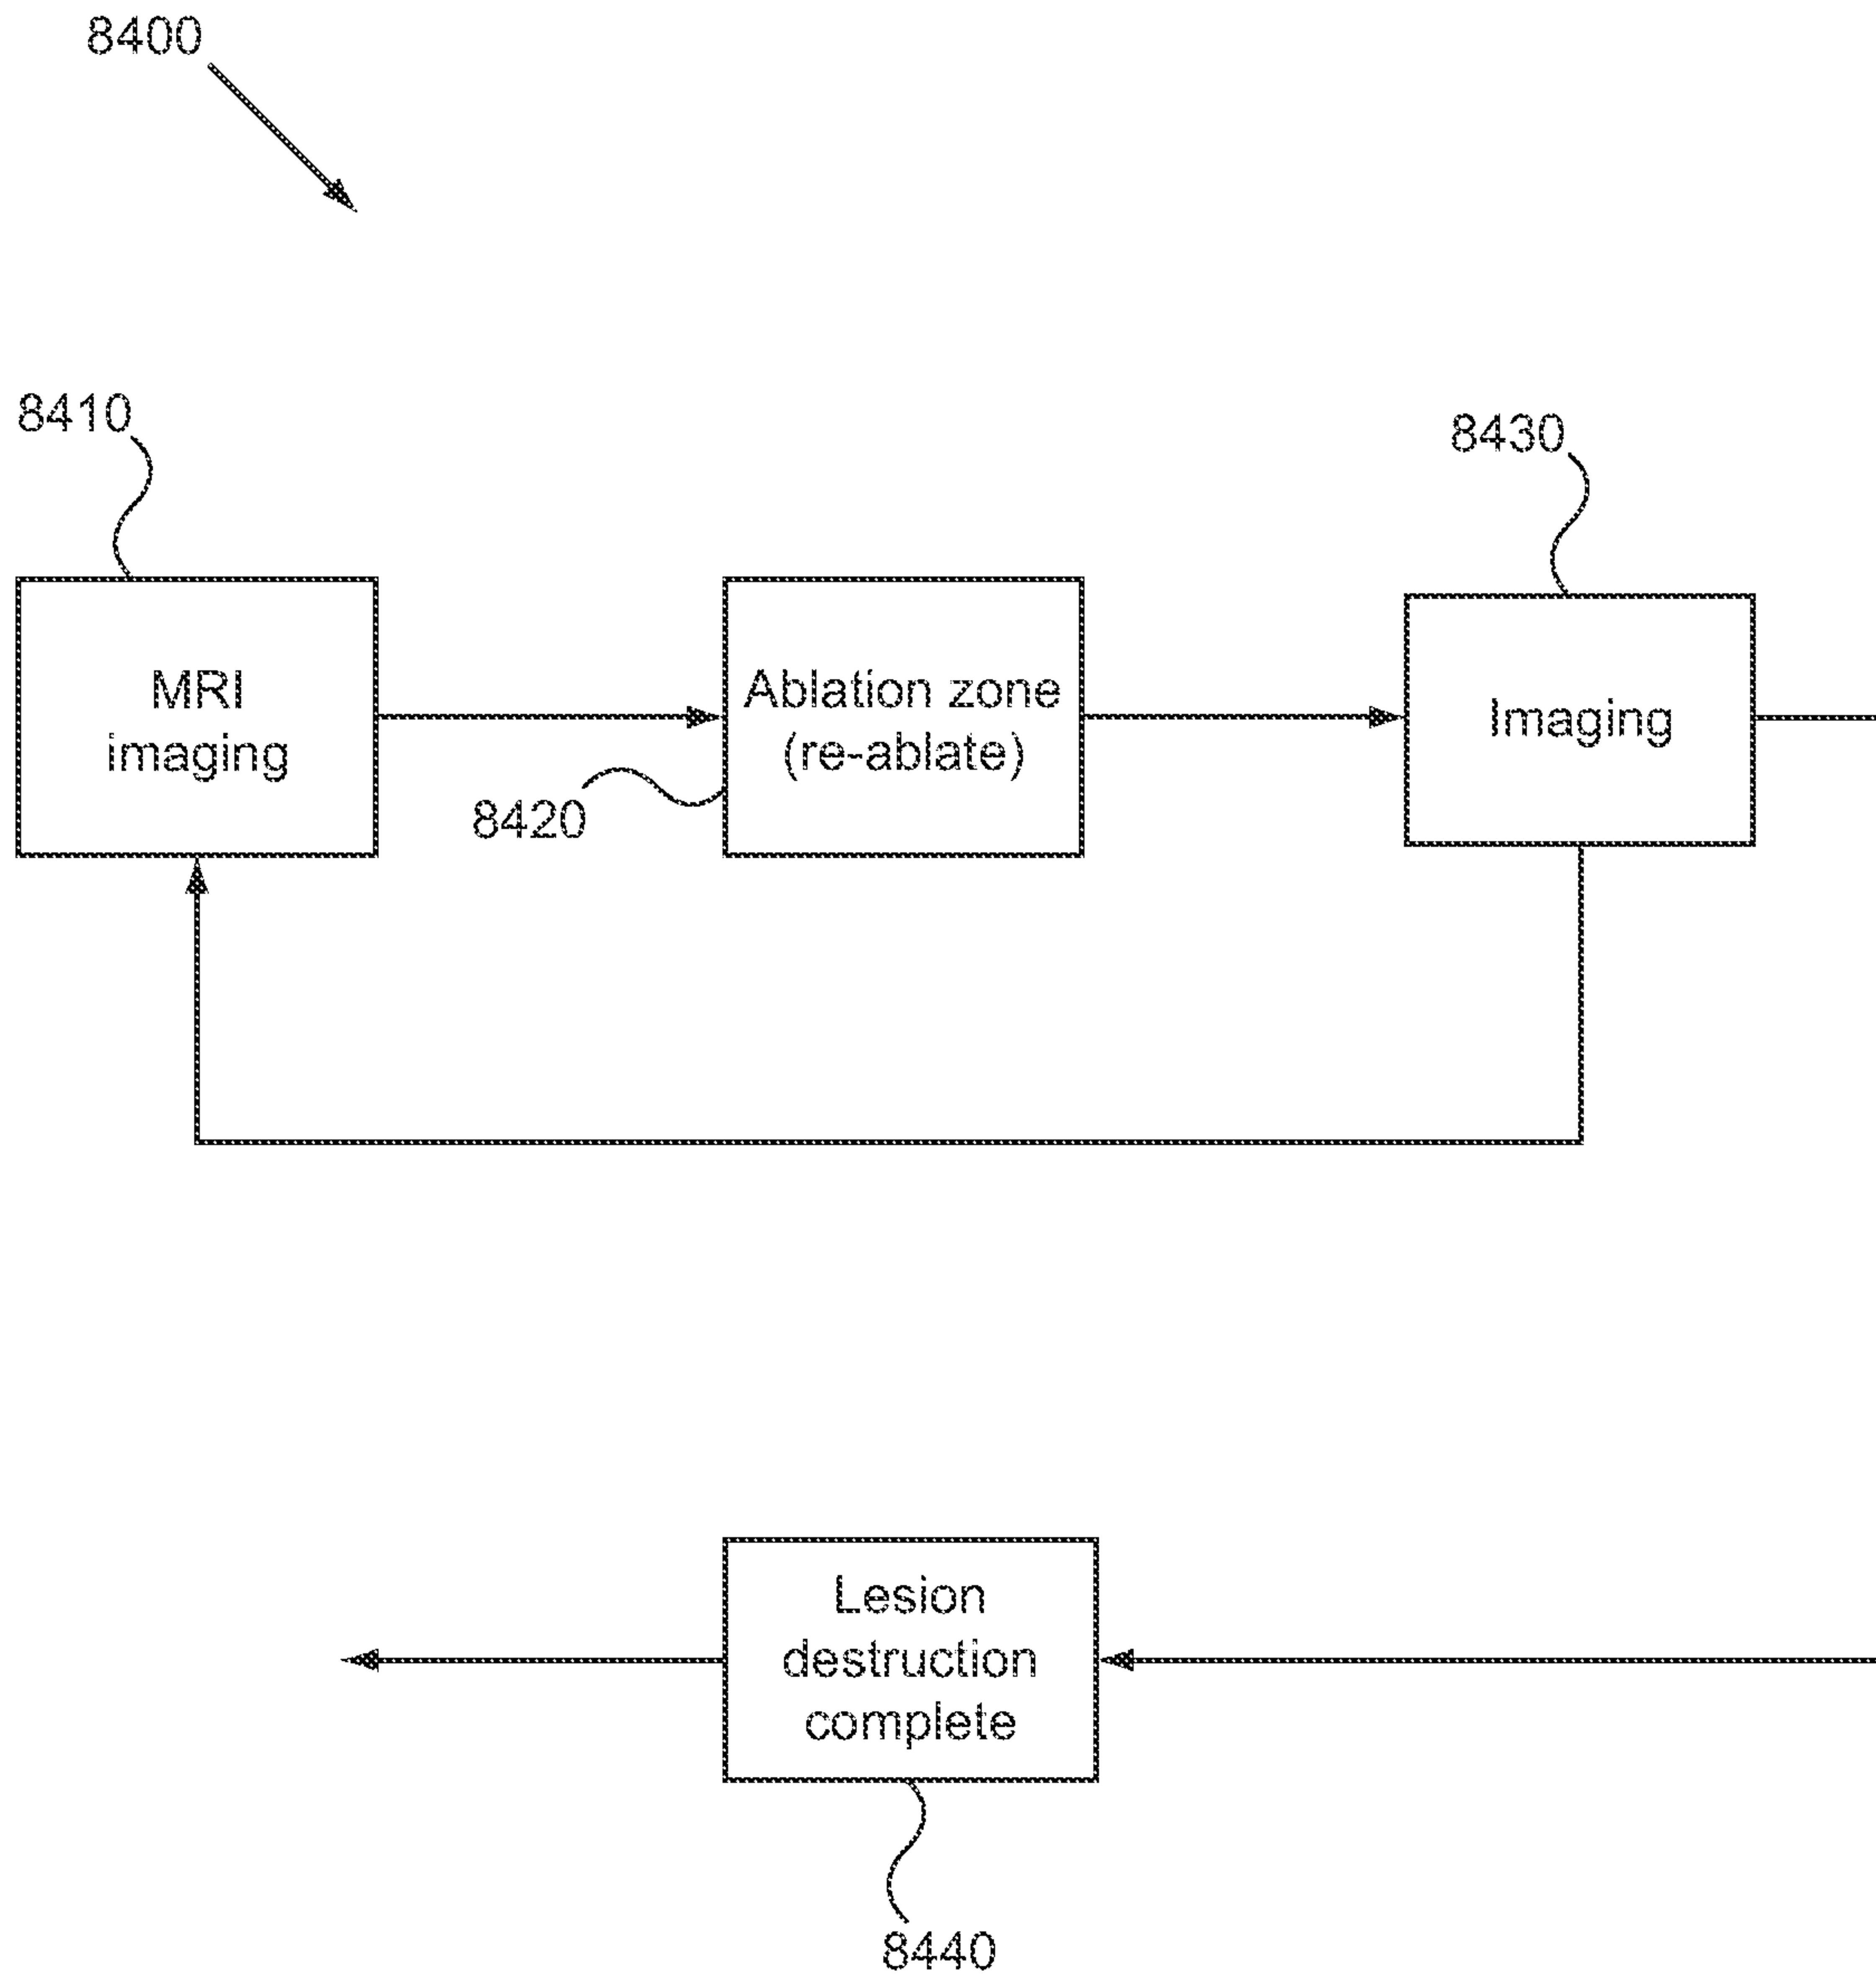 8400
8410
8430
MRI
imaging
Ablation zone
(re-ablate)
Imaging
8420
Lesion
destruction
complete
8440